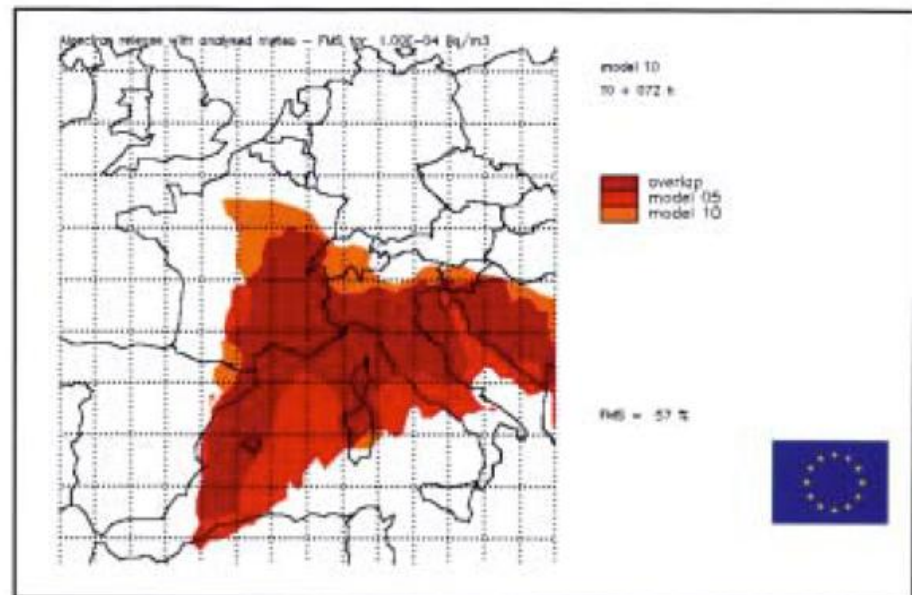 Algeciras release with analysed meteo - FMS for 1.00E-04 Bq/m3
model 10
T0 + 072 h
overlap
model 05
model 10
FMS = 57 %